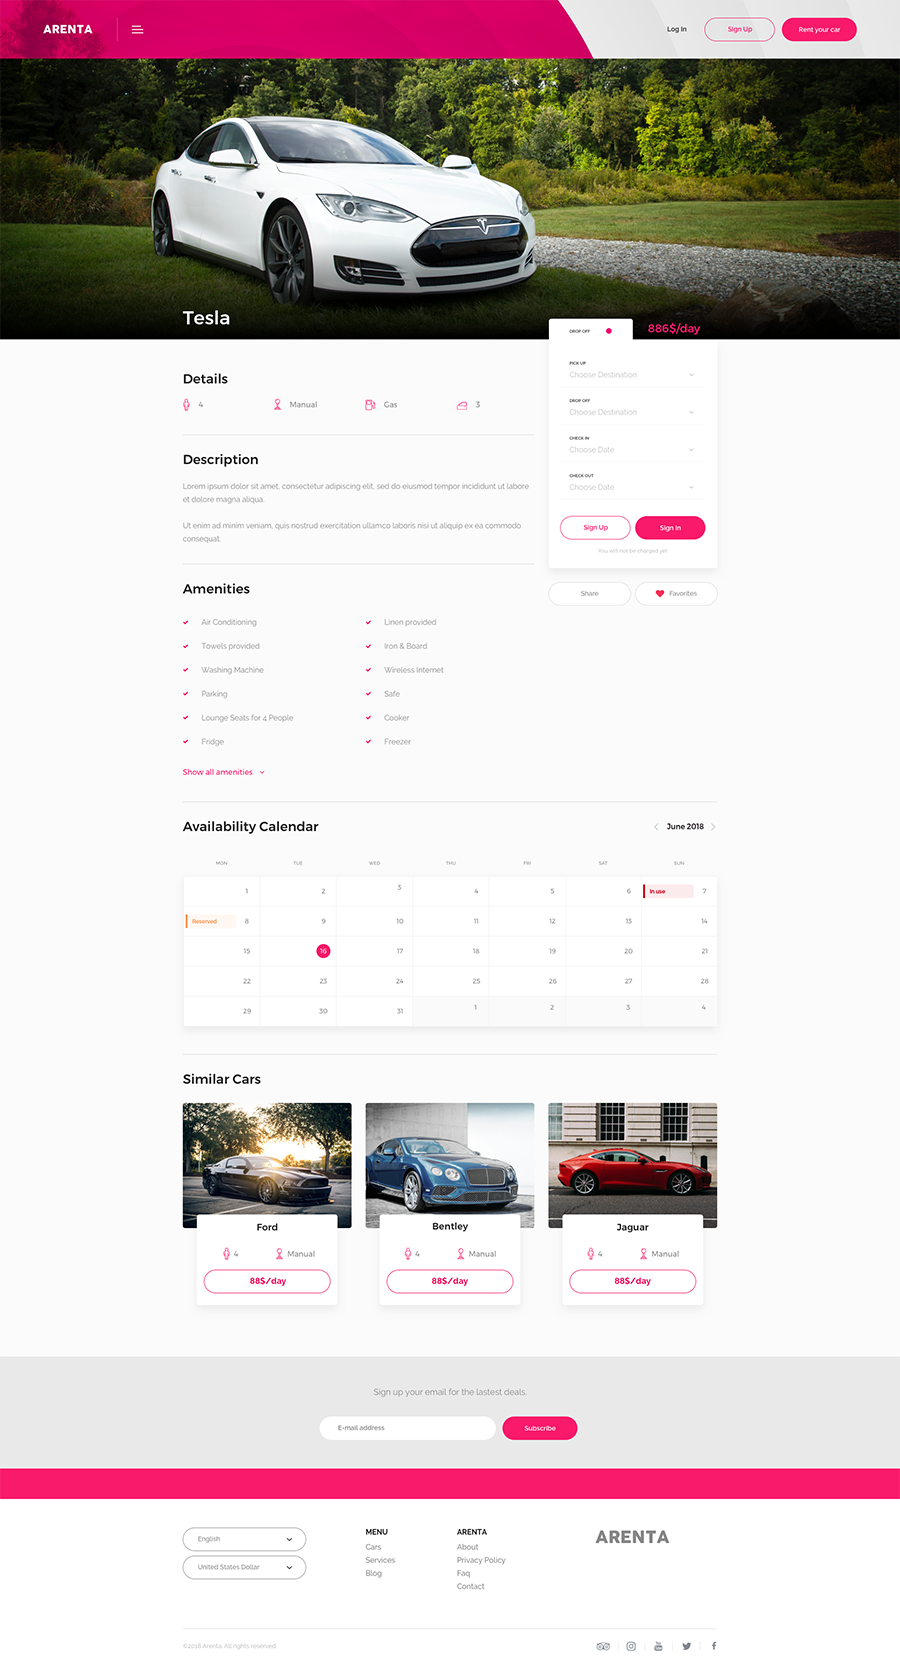 ARENTA
Log In
Sign Up
Rent your car
Tesla
DROP OFF
886$/day
PICK UP
Choose Destination
DROP OFF
Choose Destination
CHECK IN
Choose Date
CHECK OUT
Choose Date
Sign Up
Sign In
You will not be charged yet
Share
Favorites
Details
4
Manual
Gas
3
Description
Lorem ipsum dolor sit amet, consectetur adipiscing elit, sed do eiusmod tempor incididunt ut labore
et dolore magna aliqua.
Ut enim ad minim veniam, quis nostrud exercitation ullamco laboris nisi ut aliquip ex ea commodo
consequat.
Amenities
Air Conditioning
Linen provided
Towels provided
Iron & Board
Washing Machine
Wireless Internet
Parking
Safe
Lounge Seats for 4 People
Cooker
Fridge
Freezer
Show all amenities
Availability Calendar
June 2018
MON TUE WED THU FRI SAT SUN
1 2 3 4 5 6 In use 7
Reserved 8 9 10 11 12 13 14
15 16 17 18 19 20 21
22 23 24 25 26 27 28
29 30 31 1 2 3 4
Similar Cars
Ford
4 Manual
88$/day
Bentley
4 Manual
88$/day
Jaguar
4 Manual
88$/day
Sign up your email for the lastest deals.
E-mail address
Subscribe
English
United States Dollar
MENU
Cars
Services
Blog
ARENTA
About
Privacy Policy
Faq
Contact
ARENTA
©2018 Arenta. All rights reserved.